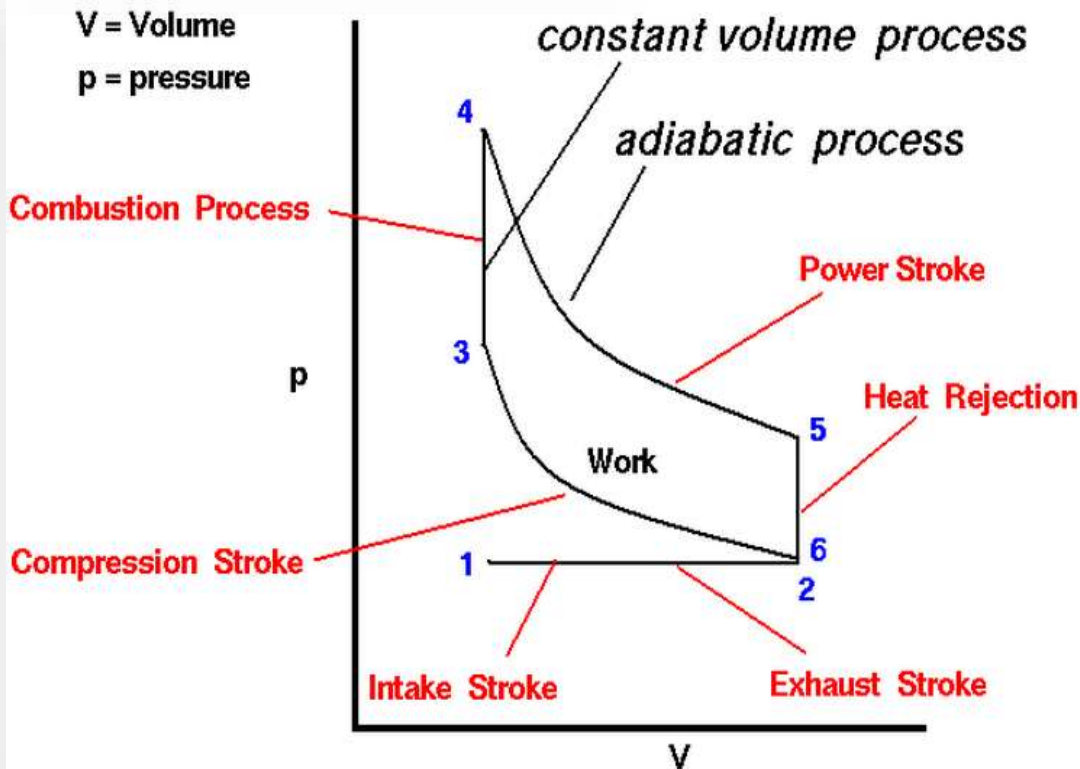 V = Volume
p = pressure
constant volume process
4
adiabatic process
Combustion Process
Power Stroke
3
p
Heat Rejection
5
Work
6
Compression Stroke
1
2
Intake Stroke
Exhaust Stroke
V